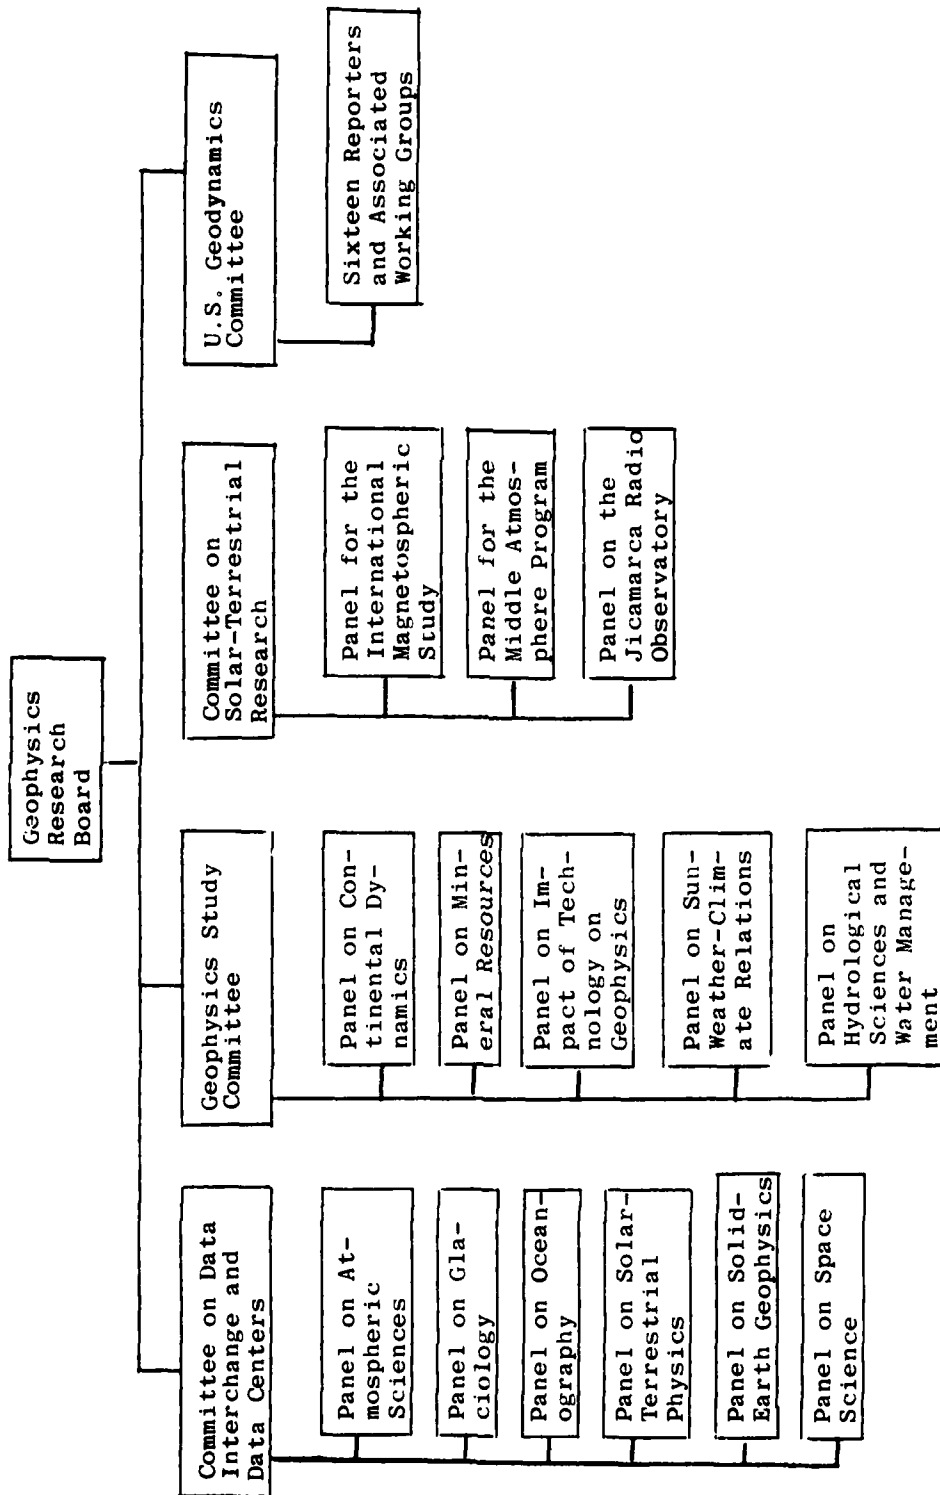 Geophysics
Research
Board
Committee on Data
Interchange and
Data Centers
Panel on At-
mospheric
Sciences
Panel on Gla-
ciology
Panel on Ocean-
ography
Panel on Solar-
Terrestrial
Physics
Panel on Solid-
Earth Geophysics
Panel on Space
Science
Geophysics Study
Committee
Panel on Con-
tinental Dy-
namics
Panel on Min-
eral Resources
Panel on Im-
pact of Tech-
nology on
Geophysics
Panel on Sun-
Weather-Clim-
ate Relations
Panel on
Hydrological
Sciences and
Water Manage-
ment
Committee on
Solar-Terrestrial
Research
Panel for the
International
Magnetospheric
Study
Panel for the
Middle Atmos-
phere Program
Panel on the
Jicamarca Radio
Observatory
U.S. Geodynamics
Committee
Sixteen Reporters
and Associated
Working Groups